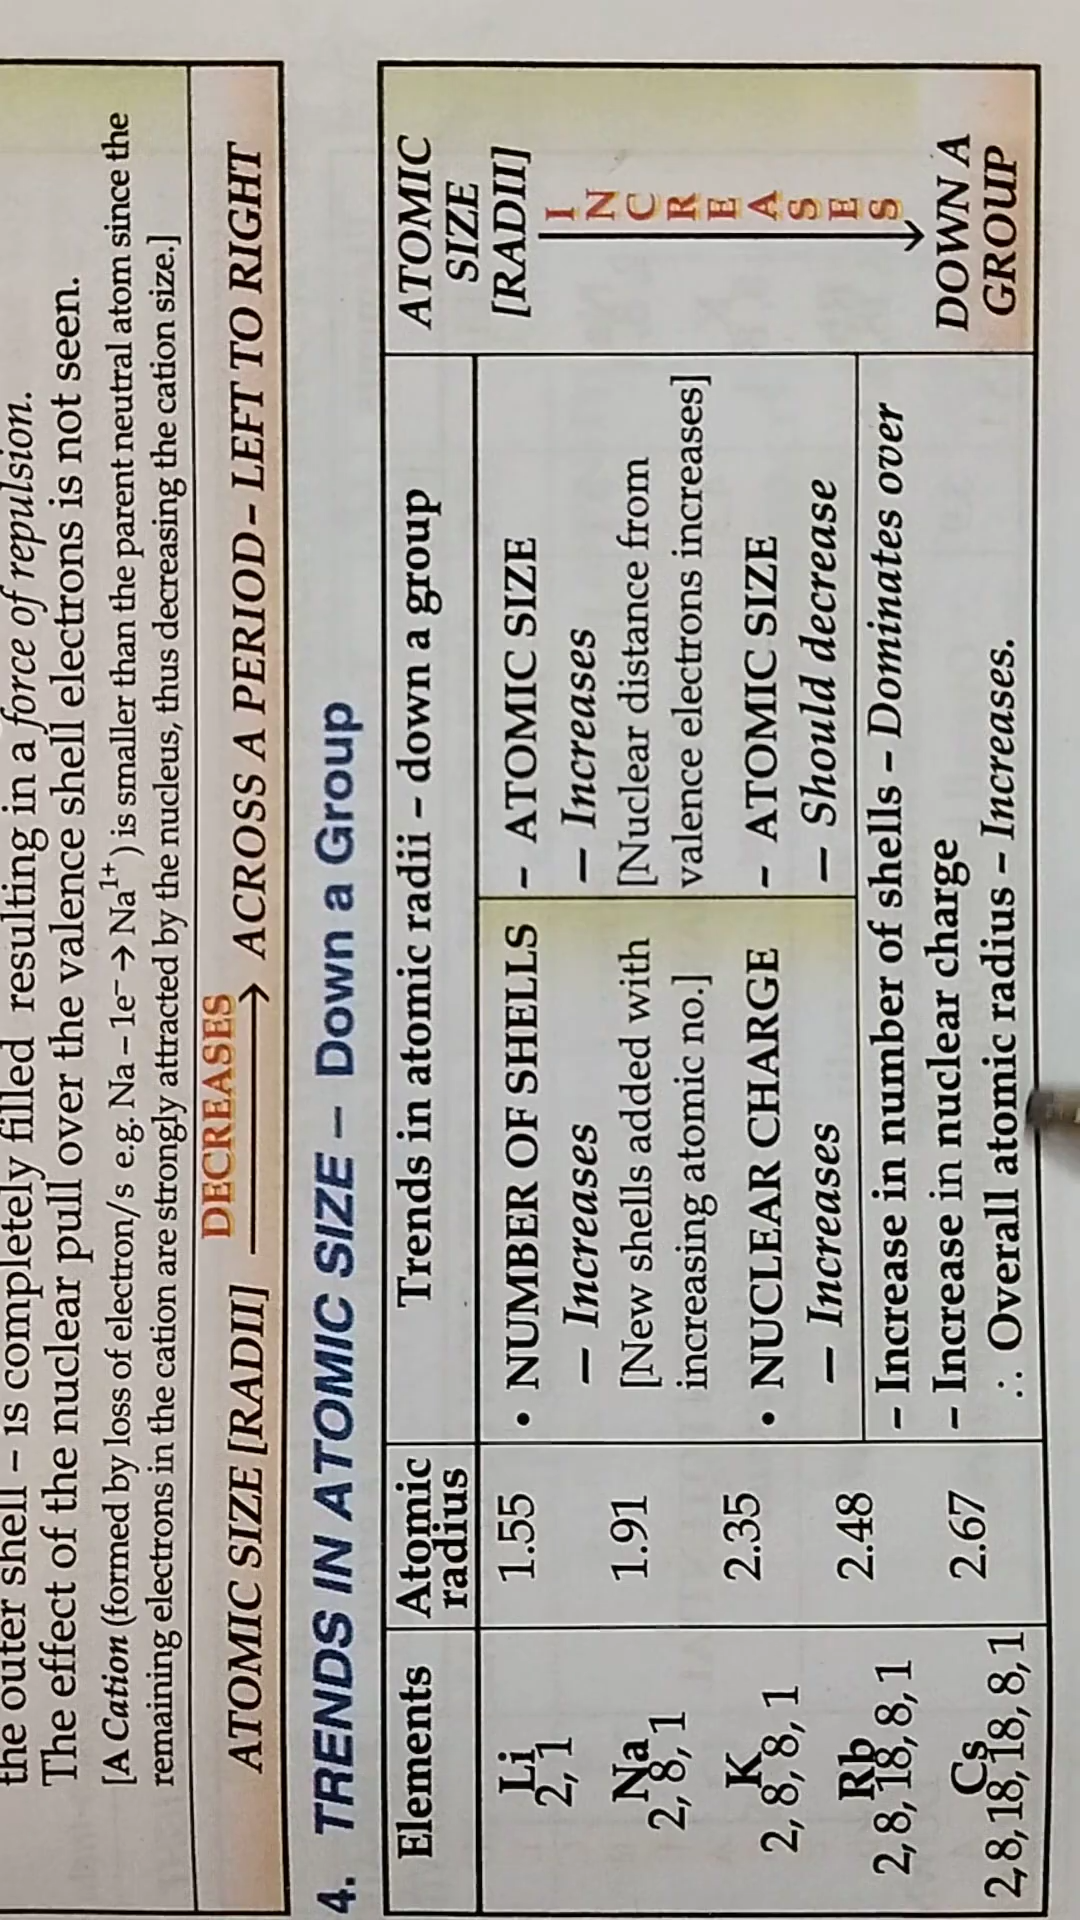 the outer shell – is completely filled resulting in a force of repulsion.
The effect of the nuclear pull over the valence shell electrons is not seen.
[A Cation (formed by loss of electron/s e.g. Na – 1e⁻ → Na¹⁺) is smaller than the parent neutral atom since the
remaining electrons in the cation are strongly attracted by the nucleus, thus decreasing the cation size.]
DECREASES
ATOMIC SIZE [RADII] → ACROSS A PERIOD – LEFT TO RIGHT
4. TRENDS IN ATOMIC SIZE – Down a Group
Elements
Atomic
radius
Trends in atomic radii – down a group
ATOMIC
SIZE
[RADII]
Li
2,1
1.55
Na
2,8,1
1.91
K
2,8,8,1
2.35
Rb
2,8,18,8,1
2.48
Cs
2,8,18,18,8,1
2.67
• NUMBER OF SHELLS
– Increases
[New shells added with
increasing atomic no.]
– ATOMIC SIZE
– Increases
[Nuclear distance from
valence electrons increases]
• NUCLEAR CHARGE
– Increases
– ATOMIC SIZE
– Should decrease
– Increase in number of shells – Dominates over
– Increase in nuclear charge
∴ Overall atomic radius – Increases.
INCREASES
DOWN A
GROUP